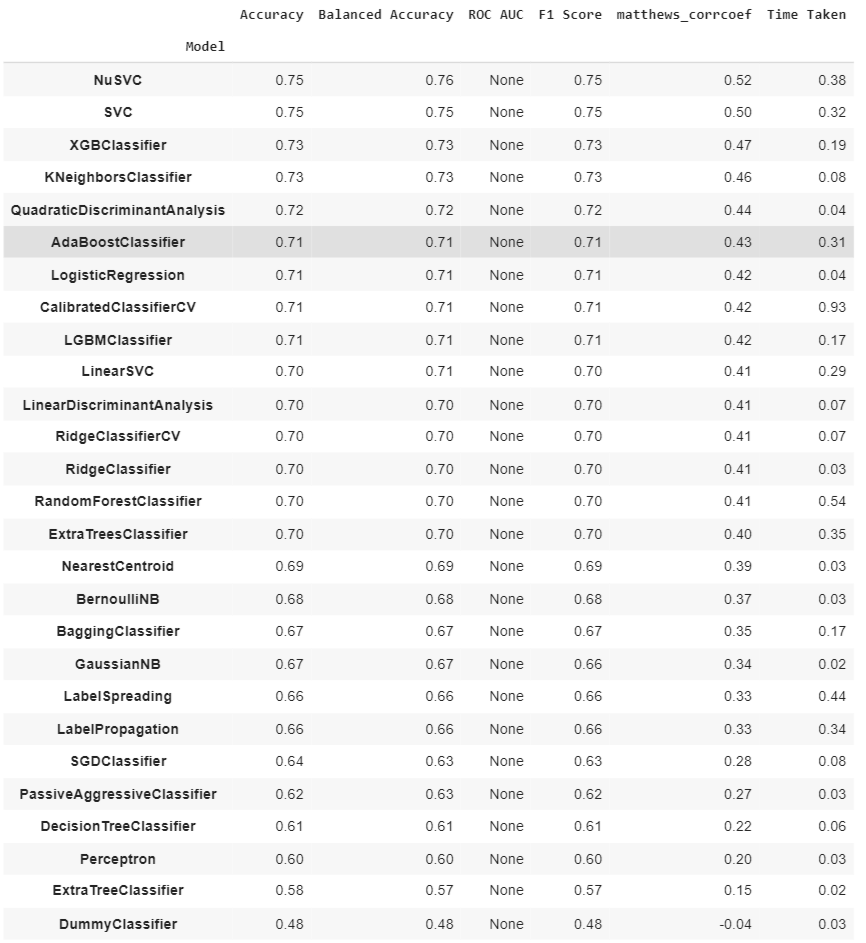 Accuracy Balanced Accuracy ROC AUC F1 Score matthews_corrcoef Time Taken
Model
NuSVC 0.75 0.76 None 0.75 0.52 0.38
SVC 0.75 0.75 None 0.75 0.50 0.32
XGBClassifier 0.73 0.73 None 0.73 0.47 0.19
KNeighborsClassifier 0.73 0.73 None 0.73 0.46 0.08
QuadraticDiscriminantAnalysis 0.72 0.72 None 0.72 0.44 0.04
AdaBoostClassifier 0.71 0.71 None 0.71 0.43 0.31
LogisticRegression 0.71 0.71 None 0.71 0.42 0.04
CalibratedClassifierCV 0.71 0.71 None 0.71 0.42 0.93
LGBMClassifier 0.71 0.71 None 0.71 0.42 0.17
LinearSVC 0.70 0.71 None 0.70 0.41 0.29
LinearDiscriminantAnalysis 0.70 0.70 None 0.70 0.41 0.07
RidgeClassifierCV 0.70 0.70 None 0.70 0.41 0.07
RidgeClassifier 0.70 0.70 None 0.70 0.41 0.03
RandomForestClassifier 0.70 0.70 None 0.70 0.41 0.54
ExtraTreesClassifier 0.70 0.70 None 0.70 0.40 0.35
NearestCentroid 0.69 0.69 None 0.69 0.39 0.03
BernoulliNB 0.68 0.68 None 0.68 0.37 0.03
BaggingClassifier 0.67 0.67 None 0.67 0.35 0.17
GaussianNB 0.67 0.67 None 0.66 0.34 0.02
LabelSpreading 0.66 0.66 None 0.66 0.33 0.44
LabelPropagation 0.66 0.66 None 0.66 0.33 0.34
SGDClassifier 0.64 0.63 None 0.63 0.28 0.08
PassiveAggressiveClassifier 0.62 0.63 None 0.62 0.27 0.03
DecisionTreeClassifier 0.61 0.61 None 0.61 0.22 0.06
Perceptron 0.60 0.60 None 0.60 0.20 0.03
ExtraTreeClassifier 0.58 0.57 None 0.57 0.15 0.02
DummyClassifier 0.48 0.48 None 0.48 -0.04 0.03